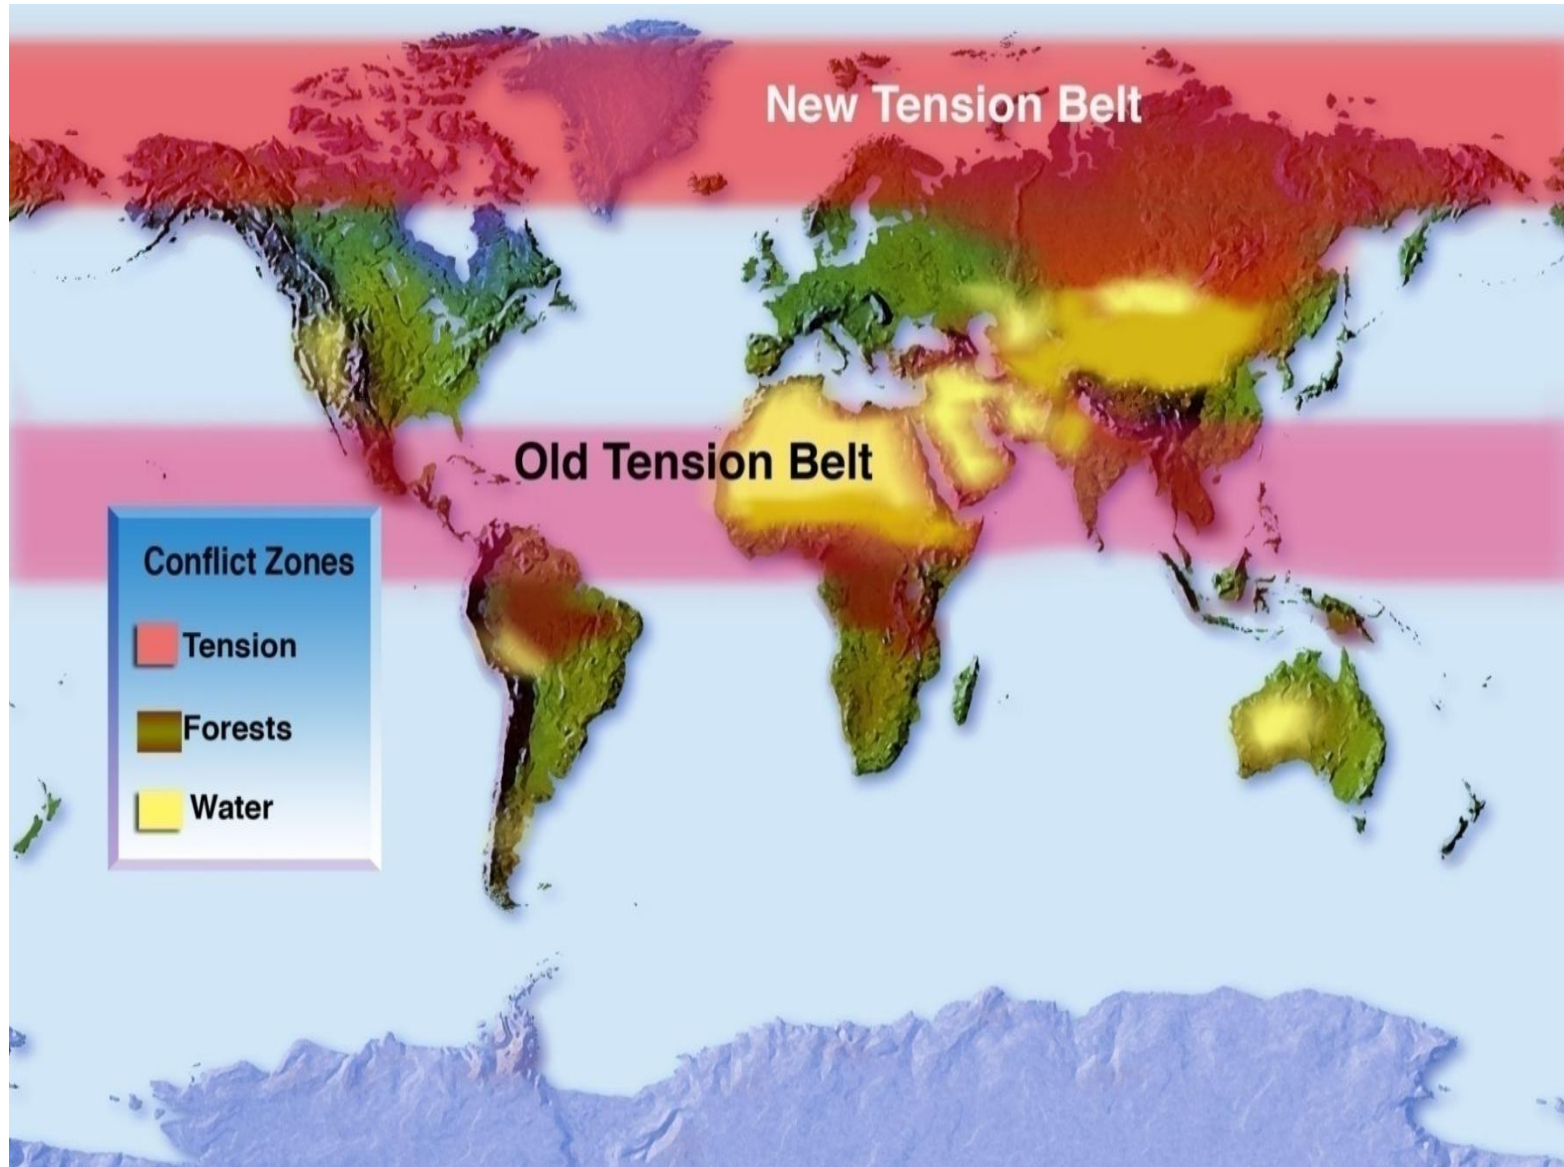 New Tension Belt
Old Tension Belt
Conflict Zones
Tension
Forests
Water